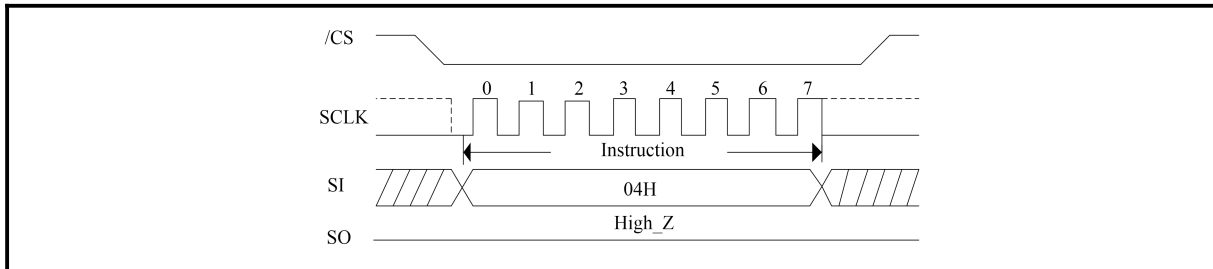 /CS
0 1 2 3 4 5 6 7
SCLK
Instruction
SI
04H
High_Z
SO